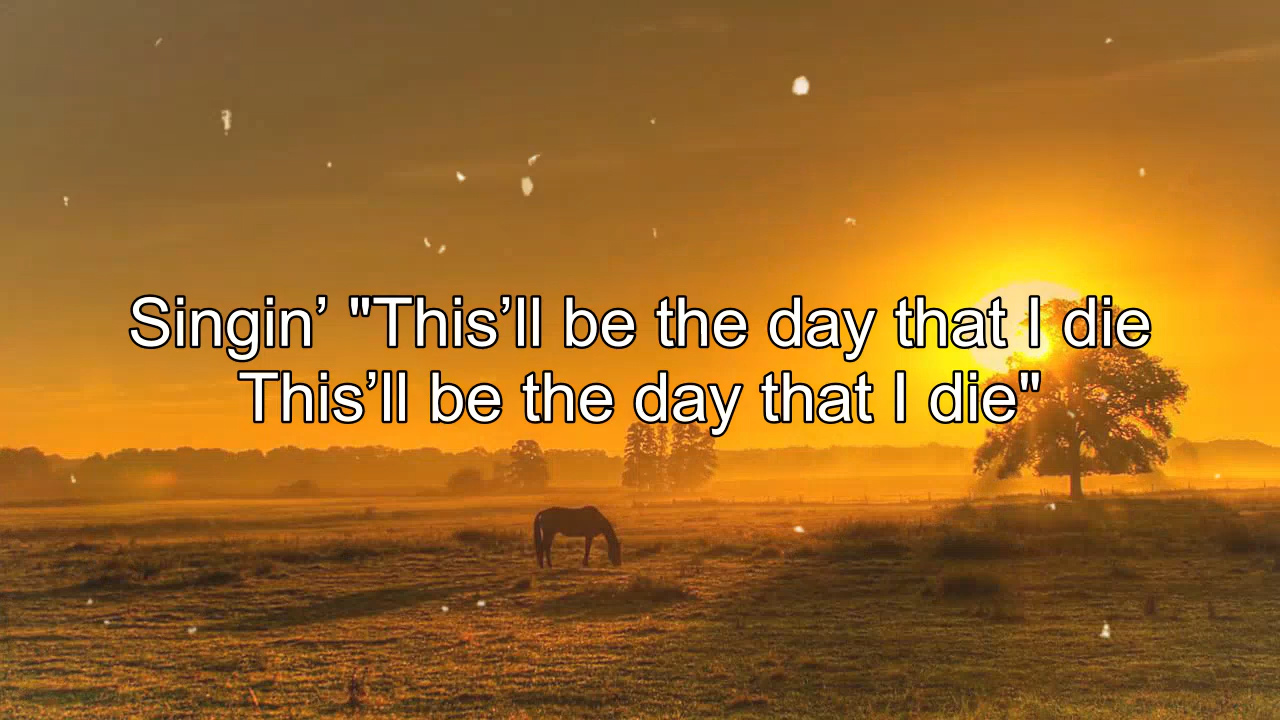 Singin’ "This’ll be the day that I die
This’ll be the day that I die"